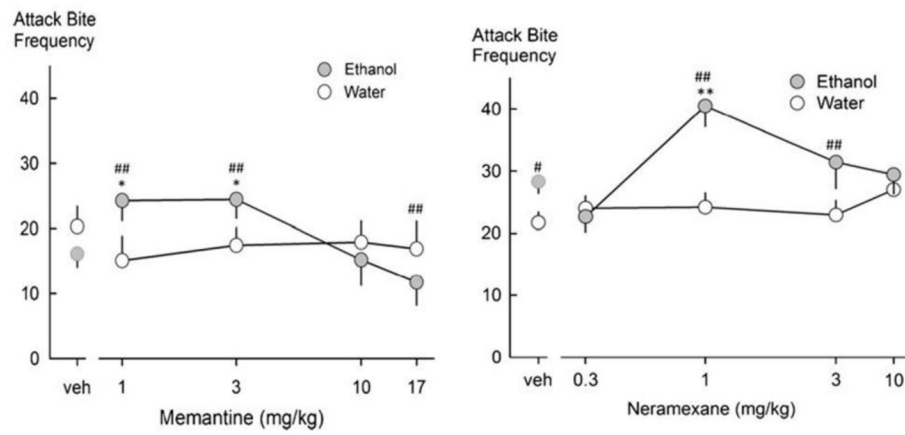 Attack Bite
Frequency
Ethanol
Water
40
30
20
10
0
##
*
##
*
##
veh
1
3
10
17
Memantine (mg/kg)
Attack Bite
Frequency
Ethanol
Water
40
30
20
10
0
#
##
**
##
veh
0.3
1
3
10
Neramexane (mg/kg)